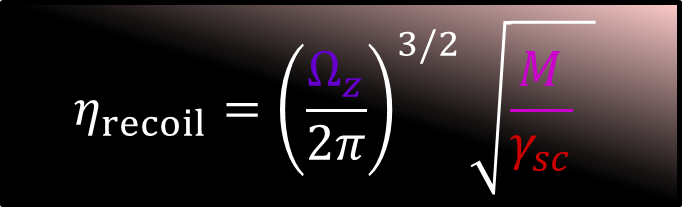 η_recoil = (Ω_z / 2π)^{3/2} √(M / γ_sc)